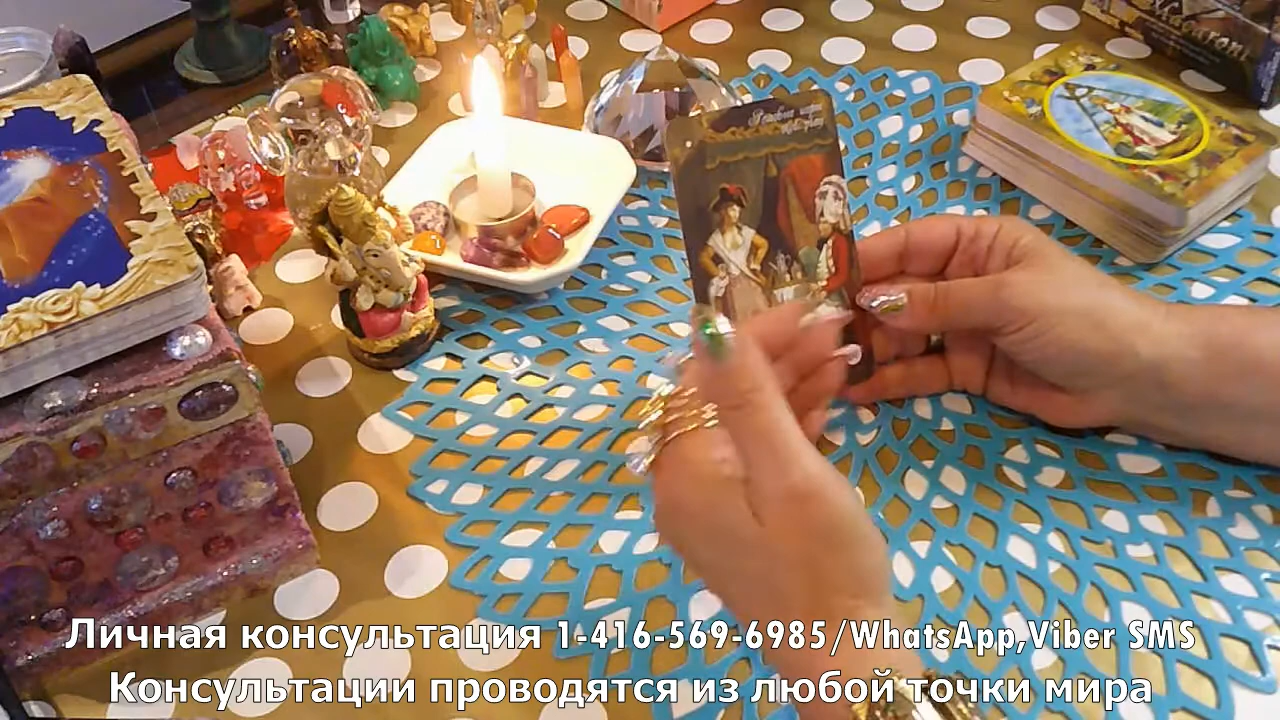 Личная консультация 1-416-569-6985/WhatsApp,Viber SMS
Консультации проводятся из любой точки мира